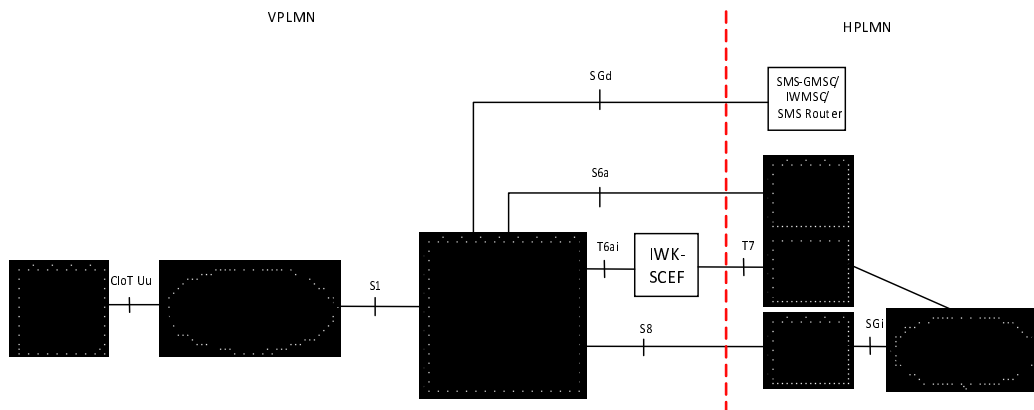 VPLMN
HPLMN
SGd
SMS-GMSC/
IWMSC/
SMS Router
S6a
T6ai
IWK-
SCEF
T7
CIoT Uu
S1
S8
SGi